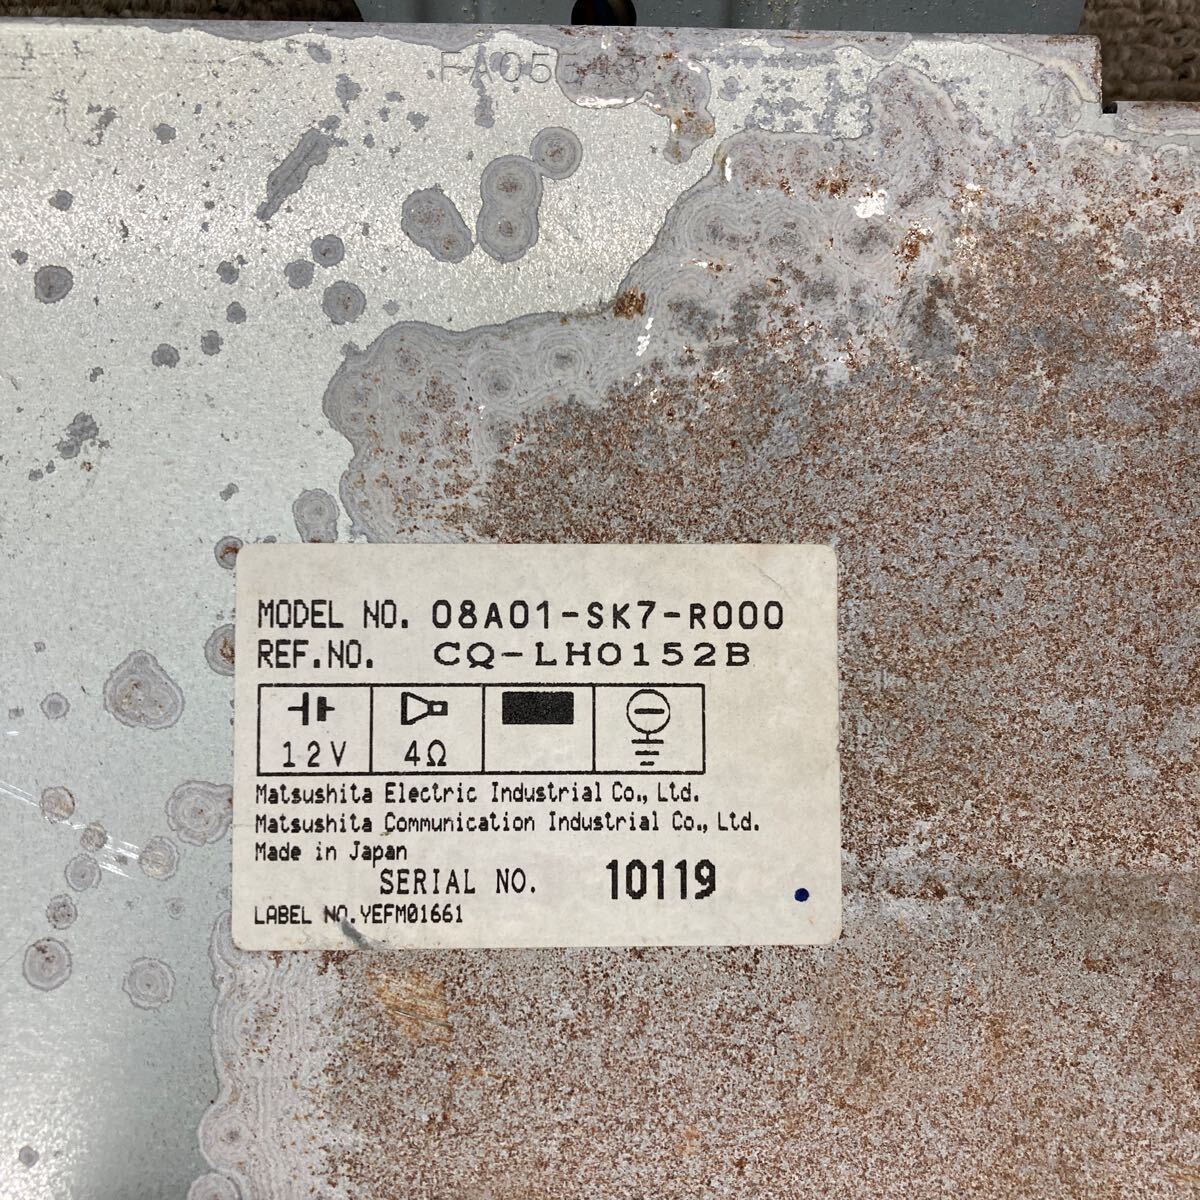 MODEL NO. 08A01-SK7-R000
REF.NO. CQ-LH0152B
12V 4Ω
Matsushita Electric Industrial Co., Ltd.
Matsushita Communication Industrial Co., Ltd.
Made in Japan
SERIAL NO. 10119
LABEL NO.YEFM01661